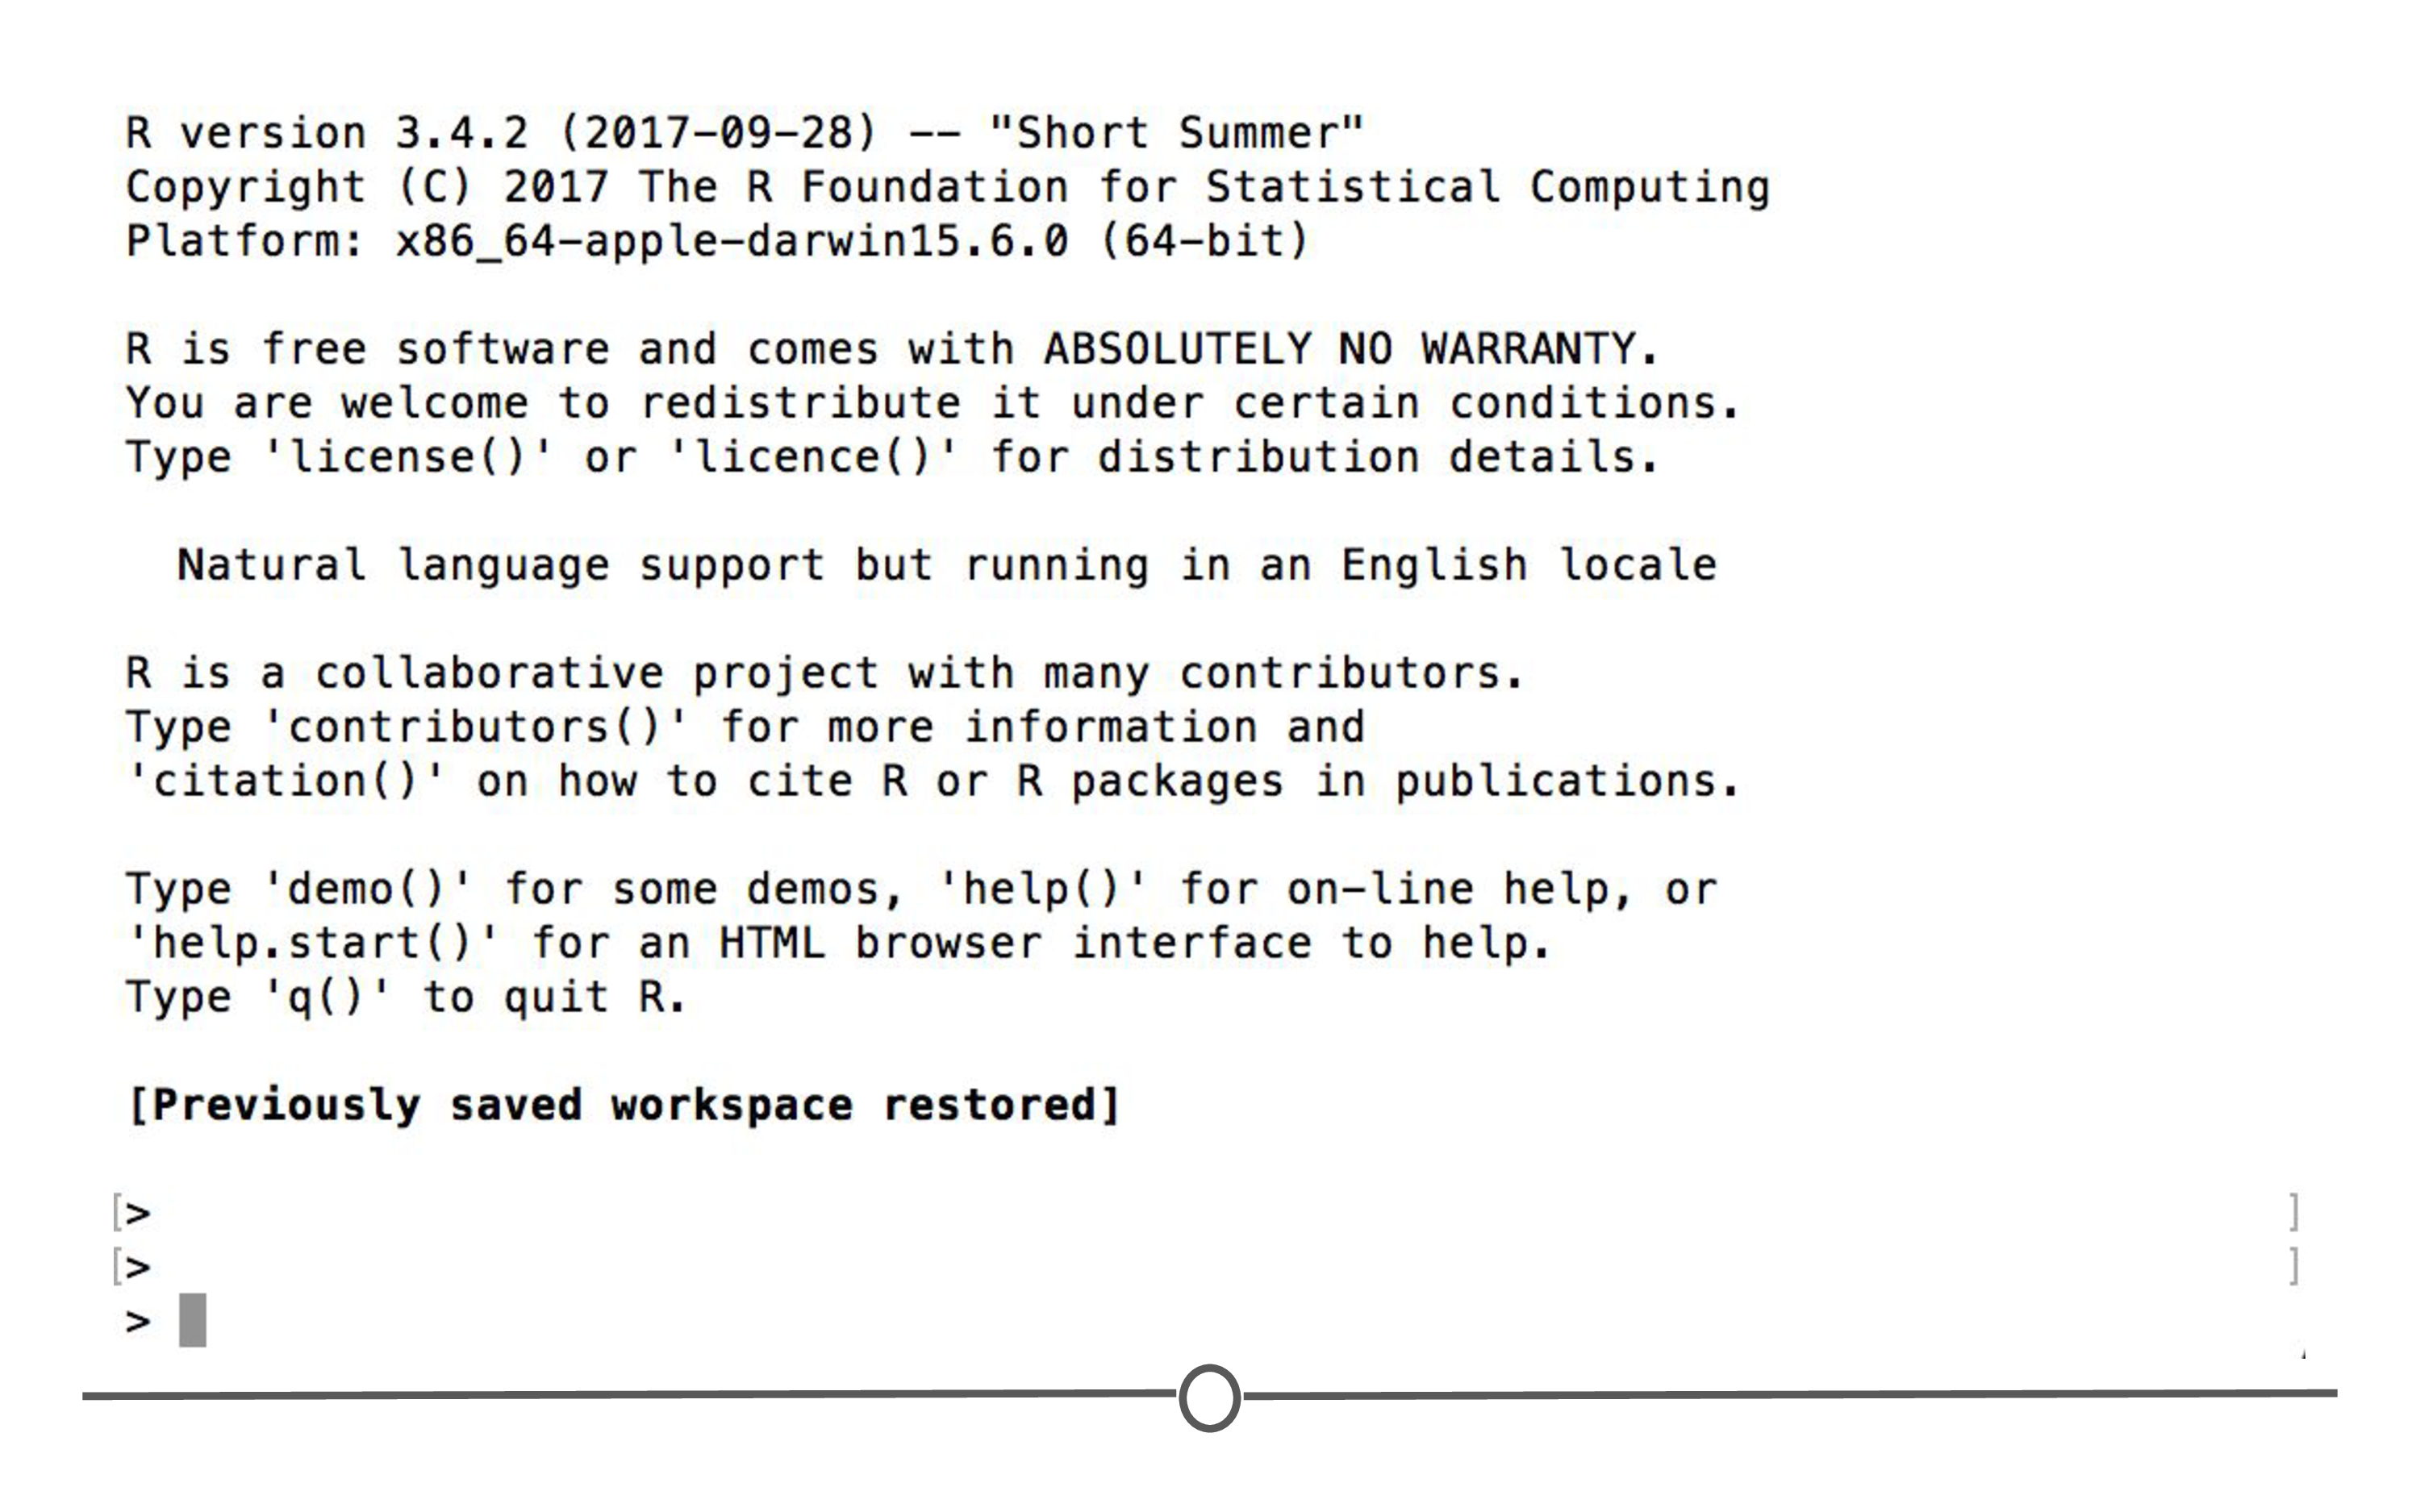 R version 3.4.2 (2017-09-28) -- "Short Summer"
Copyright (C) 2017 The R Foundation for Statistical Computing
Platform: x86_64-apple-darwin15.6.0 (64-bit)
R is free software and comes with ABSOLUTELY NO WARRANTY.
You are welcome to redistribute it under certain conditions.
Type 'license()' or 'licence()' for distribution details.
  Natural language support but running in an English locale
R is a collaborative project with many contributors.
Type 'contributors()' for more information and
'citation()' on how to cite R or R packages in publications.
Type 'demo()' for some demos, 'help()' for on-line help, or
'help.start()' for an HTML browser interface to help.
Type 'q()' to quit R.
[Previously saved workspace restored]
[> ]
[> ]
>